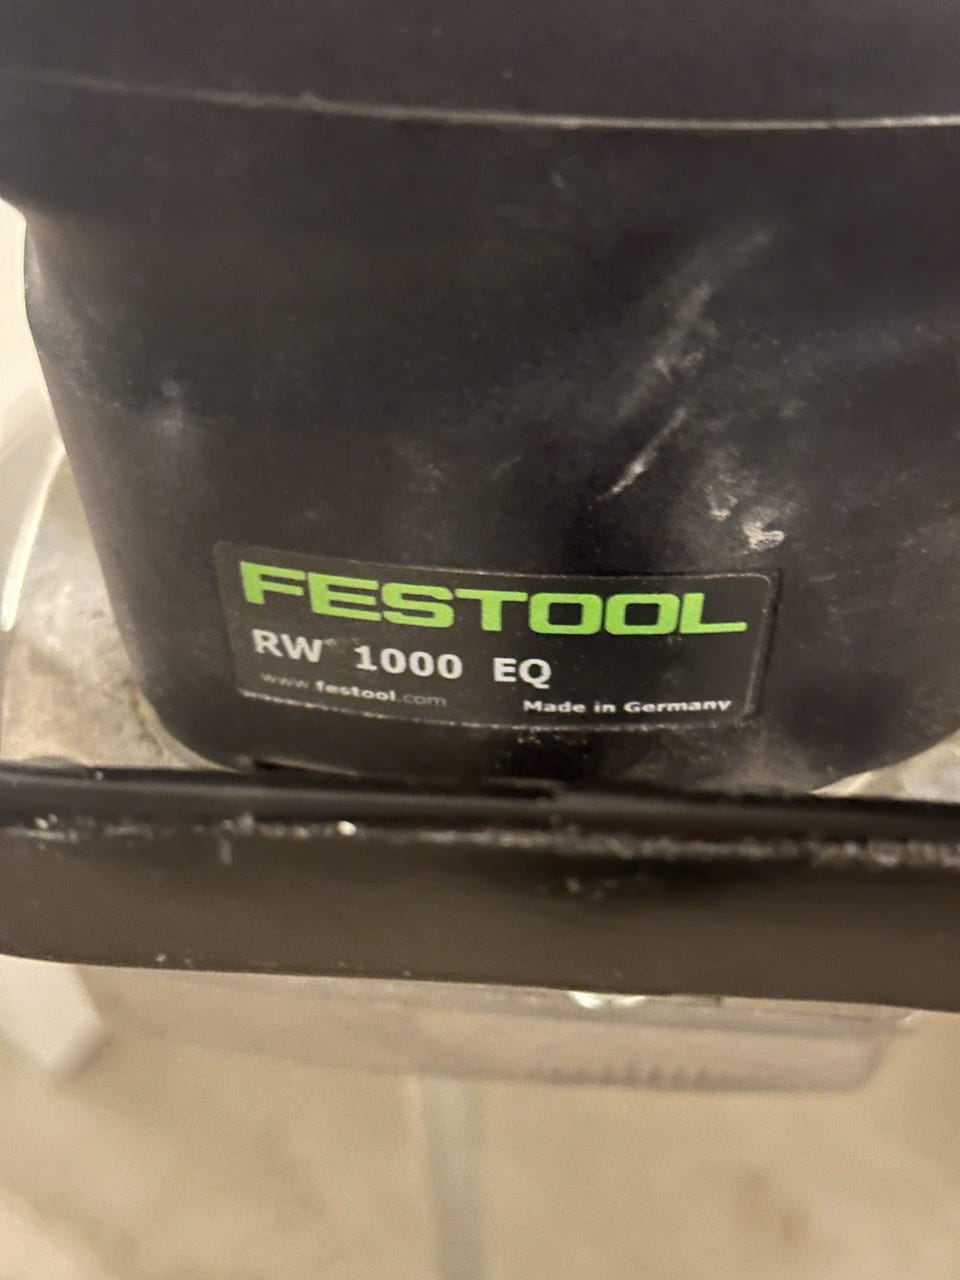 FESTOOL
RW 1000 EQ
www.festool.com
Made in Germany